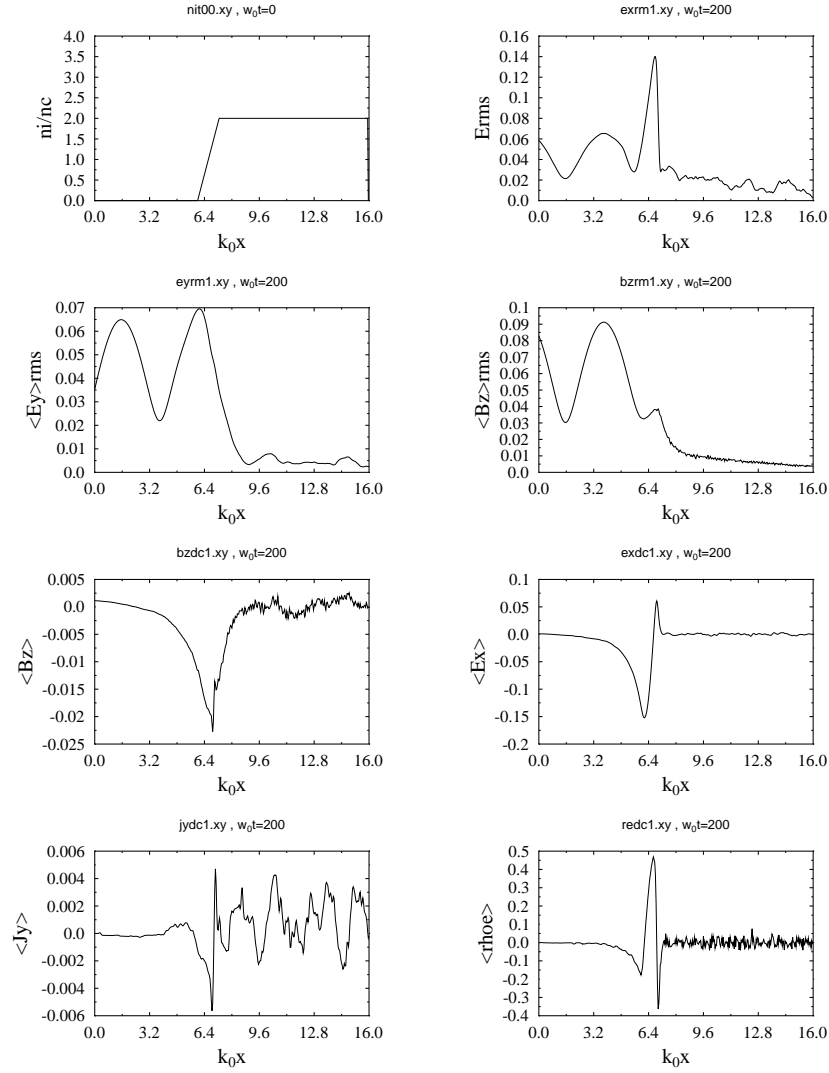 nit00.xy , w₀t=0
ni/nc
4.0
3.5
3.0
2.5
2.0
1.5
1.0
0.5
0.0
0.0 3.2 6.4 9.6 12.8 16.0
k₀x
exrm1.xy , w₀t=200
Erms
0.16
0.14
0.12
0.1
0.08
0.06
0.04
0.02
0.0
0.0 3.2 6.4 9.6 12.8 16.0
k₀x
eyrm1.xy , w₀t=200
<Ey>rms
0.07
0.06
0.05
0.04
0.03
0.02
0.01
0.0
0.0 3.2 6.4 9.6 12.8 16.0
k₀x
bzrm1.xy , w₀t=200
<Bz>rms
0.1
0.09
0.08
0.07
0.06
0.05
0.04
0.03
0.02
0.01
0.0
0.0 3.2 6.4 9.6 12.8 16.0
k₀x
bzdc1.xy , w₀t=200
<Bz>
0.005
0.0
-0.005
-0.01
-0.015
-0.02
-0.025
0.0 3.2 6.4 9.6 12.8 16.0
k₀x
exdc1.xy , w₀t=200
<Ex>
0.1
0.05
0.0
-0.05
-0.1
-0.15
-0.2
0.0 3.2 6.4 9.6 12.8 16.0
k₀x
jydc1.xy , w₀t=200
<Jy>
0.006
0.004
0.002
0.0
-0.002
-0.004
-0.006
0.0 3.2 6.4 9.6 12.8 16.0
k₀x
redc1.xy , w₀t=200
<rhoe>
0.5
0.4
0.3
0.2
0.1
0.0
-0.1
-0.2
-0.3
-0.4
0.0 3.2 6.4 9.6 12.8 16.0
k₀x